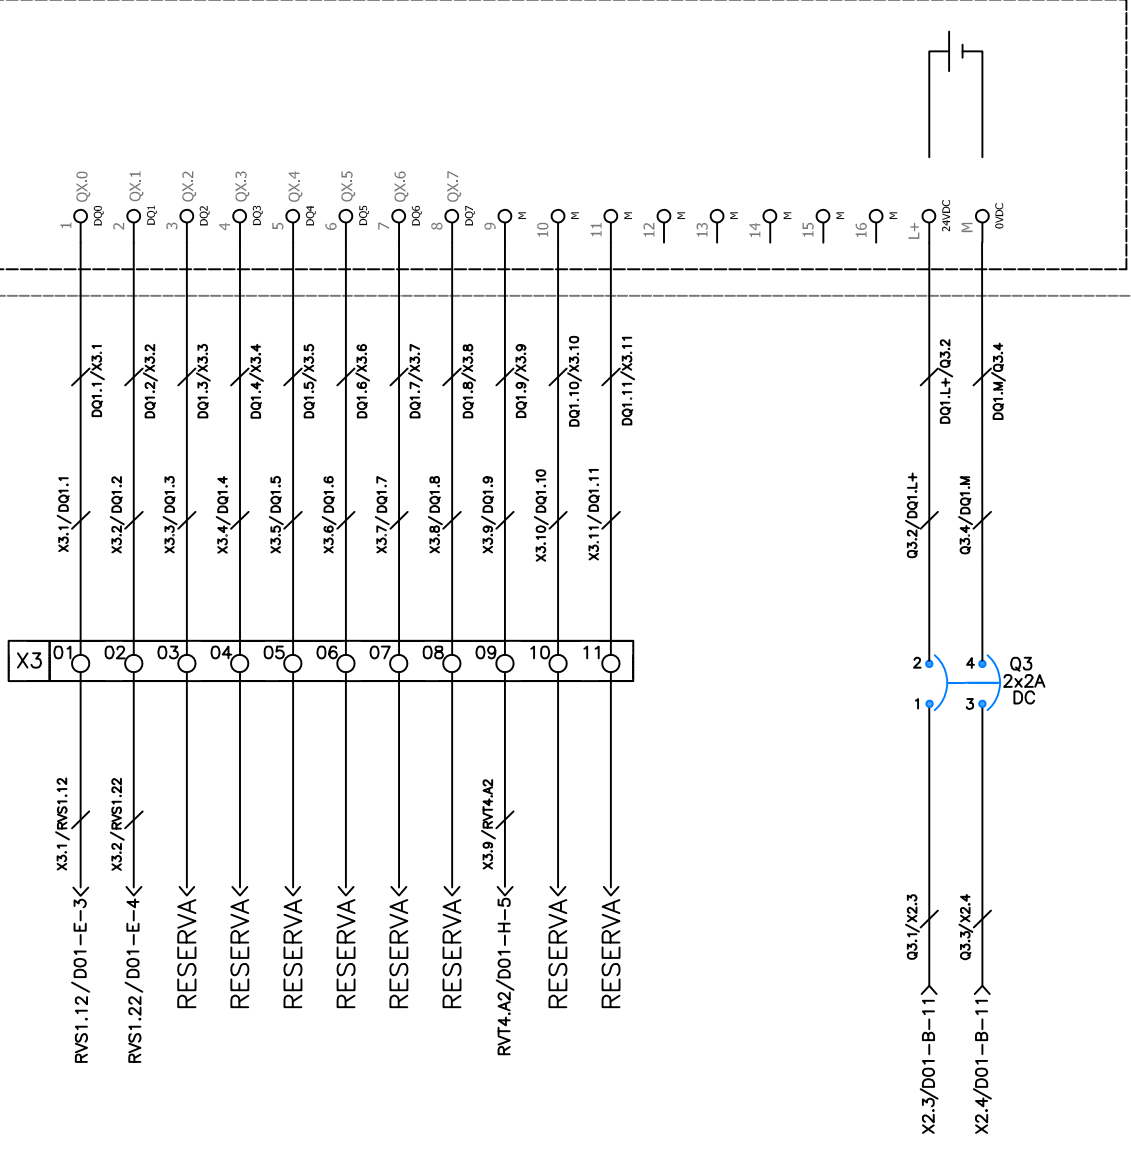 QX.0
QX.1
QX.2
QX.3
QX.4
QX.5
QX.6
QX.7
1
2
3
4
5
6
7
8
9
10
11
12
13
14
15
16
L+
M
DQ0
DQ1
DQ2
DQ3
DQ4
DQ5
DQ6
DQ7
M
M
M
M
M
M
M
M
24VDC
0VDC
DQ1.1/X3.1
DQ1.2/X3.2
DQ1.3/X3.3
DQ1.4/X3.4
DQ1.5/X3.5
DQ1.6/X3.6
DQ1.7/X3.7
DQ1.8/X3.8
DQ1.9/X3.9
DQ1.10/X3.10
DQ1.11/X3.11
DQ1.L+/Q3.2
DQ1.M/Q3.4
X3.1/DQ1.1
X3.2/DQ1.2
X3.3/DQ1.3
X3.4/DQ1.4
X3.5/DQ1.5
X3.6/DQ1.6
X3.7/DQ1.7
X3.8/DQ1.8
X3.9/DQ1.9
X3.10/DQ1.10
X3.11/DQ1.11
Q3.2/DQ1.L+
Q3.4/DQ1.M
X3
01
02
03
04
05
06
07
08
09
10
11
2
4
Q3
2x2A
DC
1
3
X3.1/RVS1.12
X3.2/RVS1.22
X3.9/RVT4.A2
Q3.1/X2.3
Q3.3/X2.4
RVS1.12/D01-E-3
RVS1.22/D01-E-4
RESERVA
RESERVA
RESERVA
RESERVA
RESERVA
RESERVA
RVT4.A2/D01-H-5
RESERVA
RESERVA
X2.3/D01-B-11
X2.4/D01-B-11